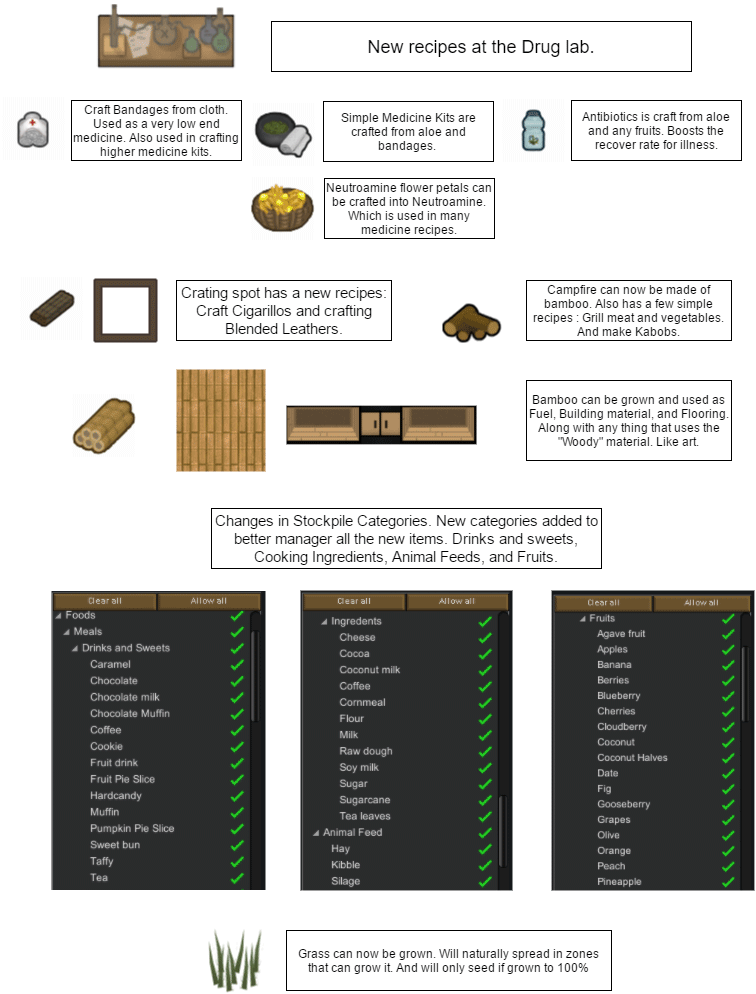 New recipes at the Drug lab.
Craft Bandages from cloth.
Used as a very low end
medicine. Also used in crafting
higher medicine kits.
Simple Medicine Kits are
crafted from aloe and
bandages.
Antibiotics is craft from aloe
and any fruits. Boosts the
recover rate for illness.
Neutroamine flower petals can
be crafted into Neutroamine.
Which is used in many
medicine recipes.
Crating spot has a new recipes:
Craft Cigarillos and crafting
Blended Leathers.
Campfire can now be made of
bamboo. Also has a few simple
recipes : Grill meat and vegetables.
And make Kabobs.
Bamboo can be grown and used as
Fuel, Building material, and Flooring.
Along with any thing that uses the
"Woody" material. Like art.
Changes in Stockpile Categories. New categories added to
better manager all the new items. Drinks and sweets,
Cooking Ingredients, Animal Feeds, and Fruits.
Clear all Allow all
Foods
Meals
Drinks and Sweets
Caramel
Chocolate
Chocolate milk
Chocolate Muffin
Coffee
Cookie
Fruit drink
Fruit Pie Slice
Hardcandy
Muffin
Pumpkin Pie Slice
Sweet bun
Taffy
Tea
Clear all Allow all
Ingredents
Cheese
Cocoa
Coconut milk
Coffee
Cornmeal
Flour
Milk
Raw dough
Soy milk
Sugar
Sugarcane
Tea leaves
Animal Feed
Hay
Kibble
Silage
Clear all Allow all
Fruits
Agave fruit
Apples
Banana
Berries
Blueberry
Cherries
Cloudberry
Coconut
Coconut Halves
Date
Fig
Gooseberry
Grapes
Olive
Orange
Peach
Pineapple
Grass can now be grown. Will naturally spread in zones
that can grow it. And will only seed if grown to 100%